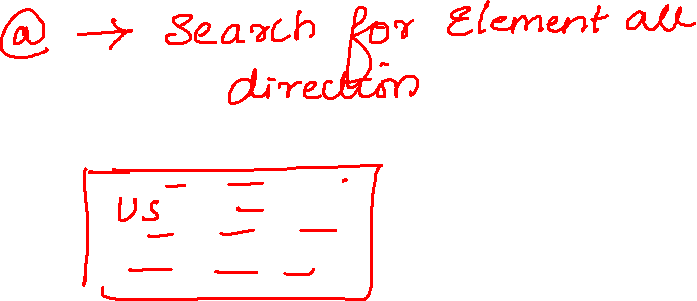 @ → Search for Element all
direction
US